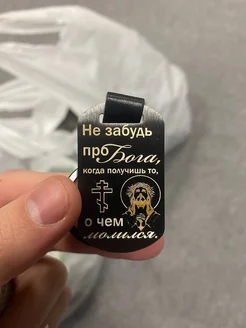 Не забудь
про Бога,
когда получишь то,
о чем
молился.